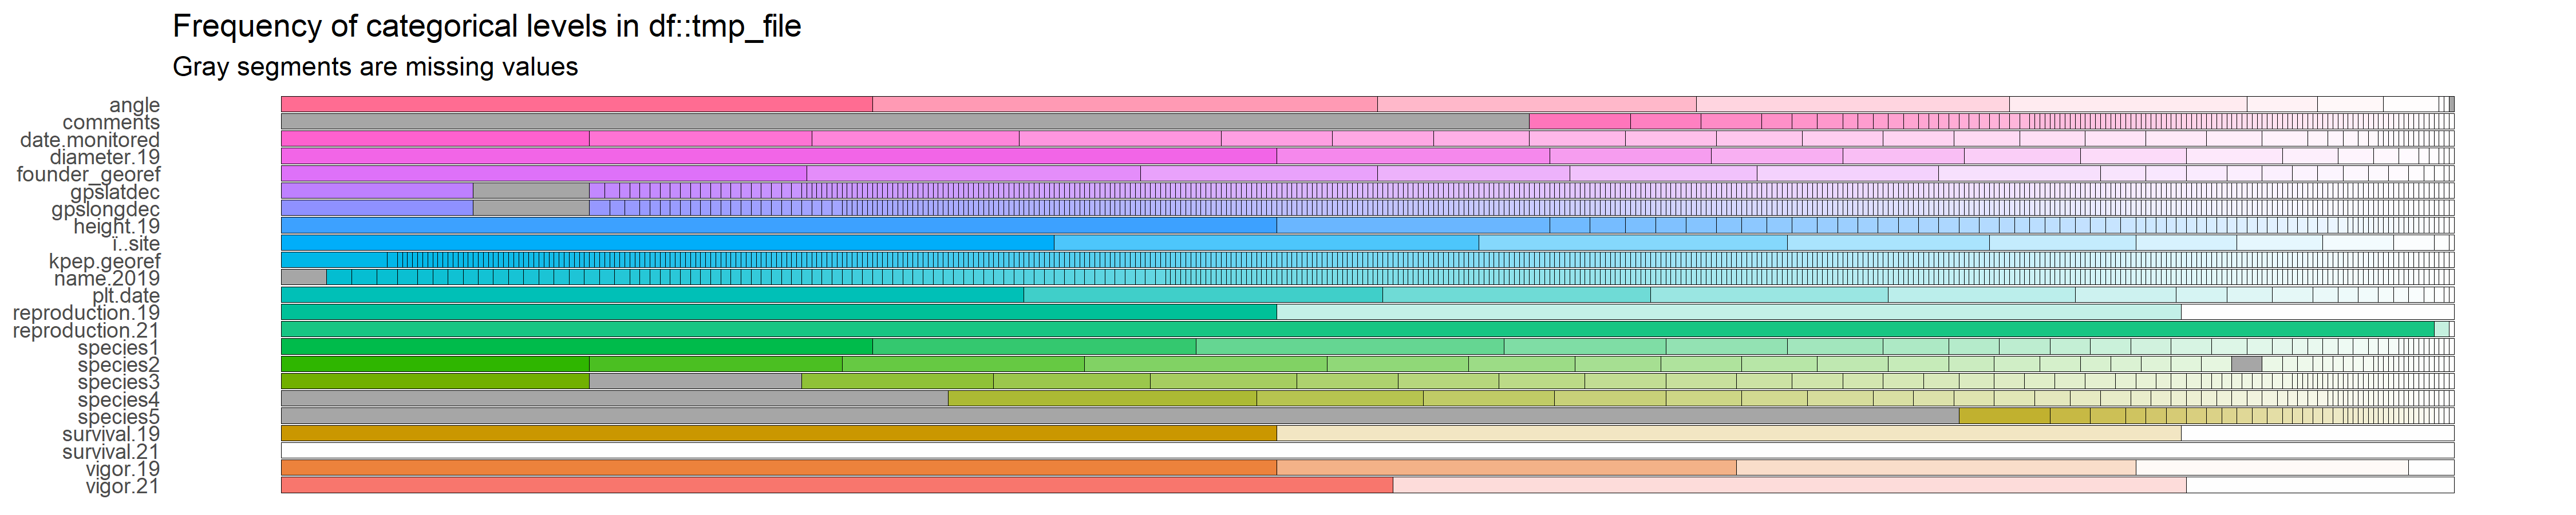 Frequency of categorical levels in df::tmp_file
Gray segments are missing values
angle
comments
date.monitored
diameter.19
founder_georef
gpslatdec
gpslongdec
height.19
ï..site
kpep.georef
name.2019
plt.date
reproduction.19
reproduction.21
species1
species2
species3
species4
species5
survival.19
survival.21
vigor.19
vigor.21